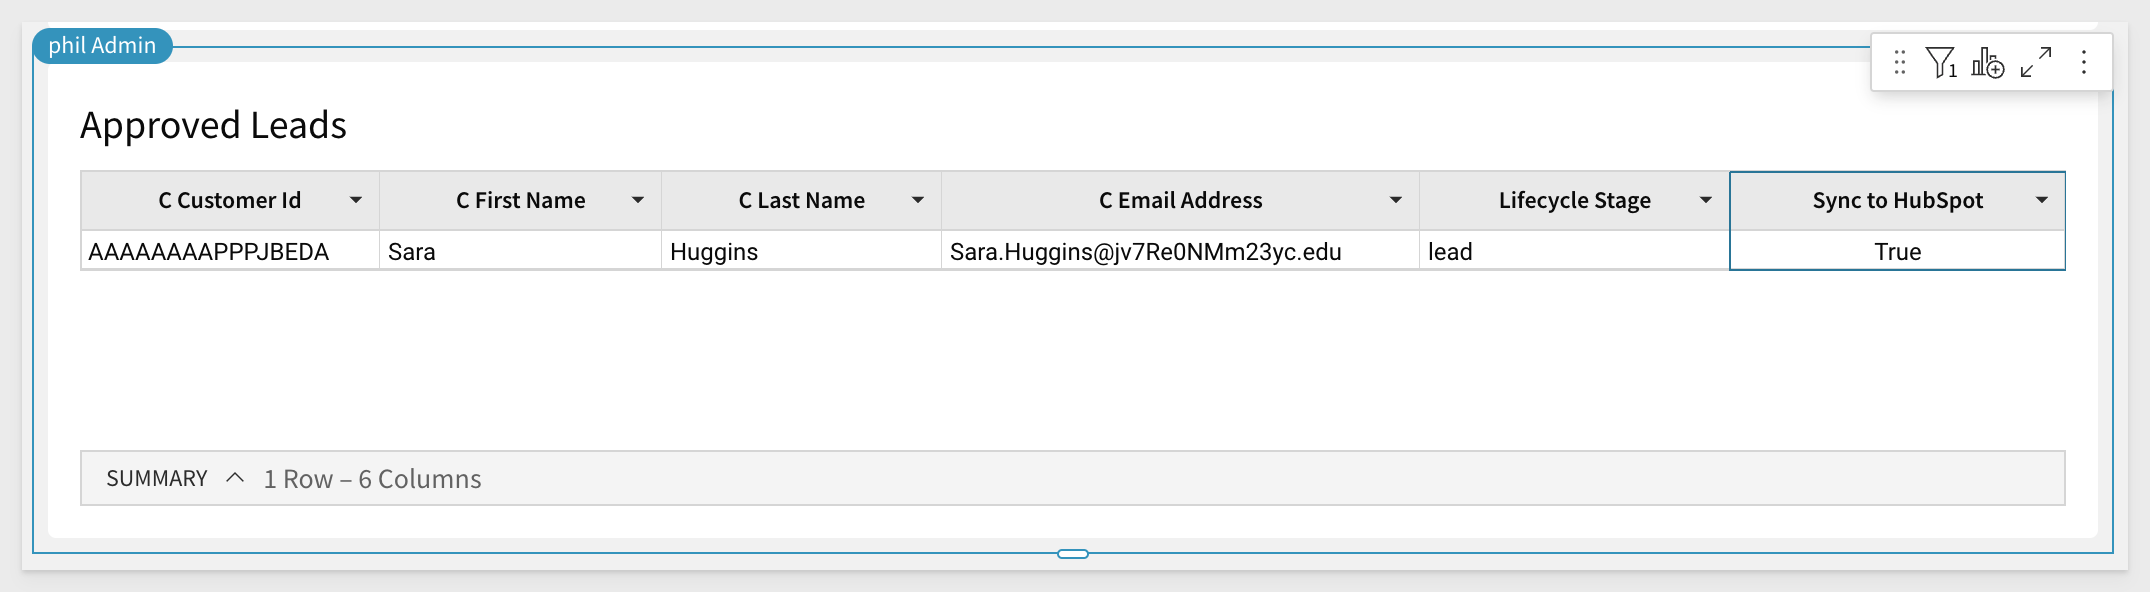 phil Admin
1
Approved Leads
C Customer Id C First Name C Last Name C Email Address Lifecycle Stage Sync to HubSpot
AAAAAAAAPPPJBEDA Sara Huggins Sara.Huggins@jv7Re0NMm23yc.edu lead True
SUMMARY 1 Row – 6 Columns